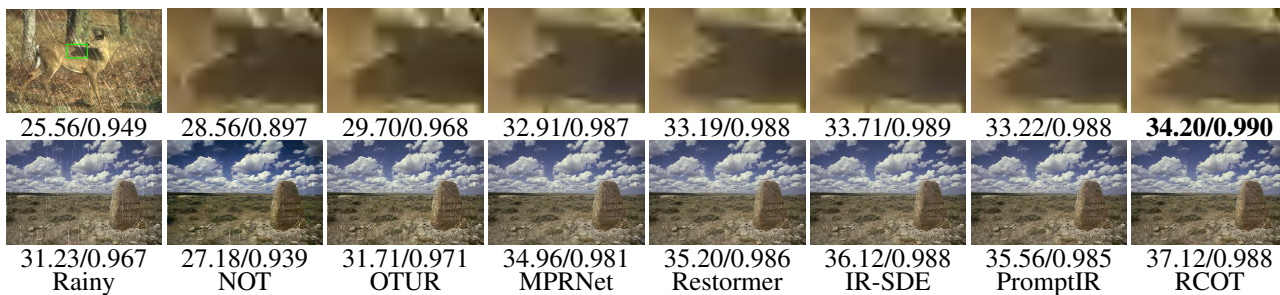 25.56/0.949 28.56/0.897 29.70/0.968 32.91/0.987 33.19/0.988 33.71/0.989 33.22/0.988 34.20/0.990
31.23/0.967 27.18/0.939 31.71/0.971 34.96/0.981 35.20/0.986 36.12/0.988 35.56/0.985 37.12/0.988
Rainy NOT OTUR MPRNet Restormer IR-SDE PromptIR RCOT